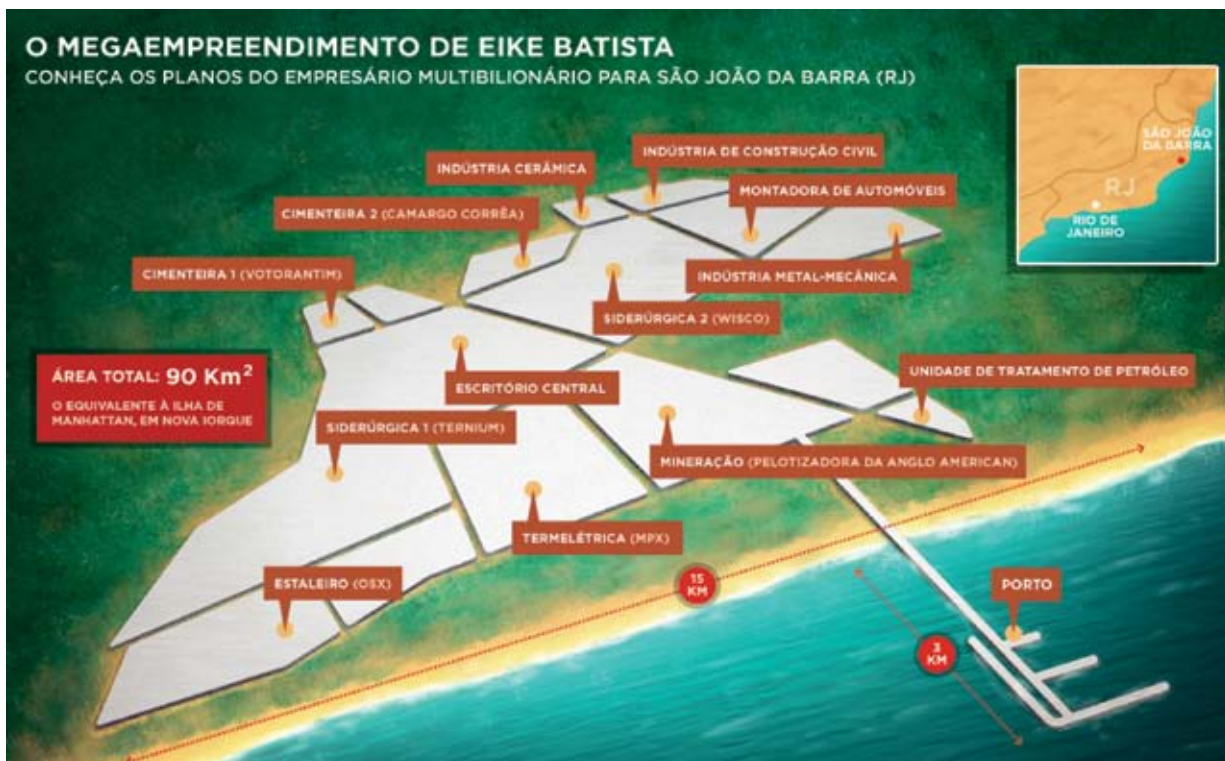 O MEGAEMPREENDIMENTO DE EIKE BATISTA
CONHEÇA OS PLANOS DO EMPRESÁRIO MULTIBILIONÁRIO PARA SÃO JOÃO DA BARRA (RJ)
SÃO JOÃO
DA BARRA
RJ
RIO DE
JANEIRO
INDÚSTRIA DE CONSTRUÇÃO CIVIL
INDÚSTRIA CERÂMICA
MONTADORA DE AUTOMÓVEIS
CIMENTEIRA 2 (CAMARGO CORRÊA)
CIMENTEIRA 1 (VOTORANTIM)
INDÚSTRIA METAL-MECÂNICA
SIDERÚRGICA 2 (WISCO)
ÁREA TOTAL: 90 Km²
O EQUIVALENTE À ILHA DE
MANHATTAN, EM NOVA IORQUE
ESCRITÓRIO CENTRAL
UNIDADE DE TRATAMENTO DE PETRÓLEO
SIDERÚRGICA 1 (TERNIUM)
MINERAÇÃO (PELOTIZADORA DA ANGLO AMERICAN)
TERMELÉTRICA (MPX)
ESTALEIRO (OSX)
15
KM
PORTO
3
KM